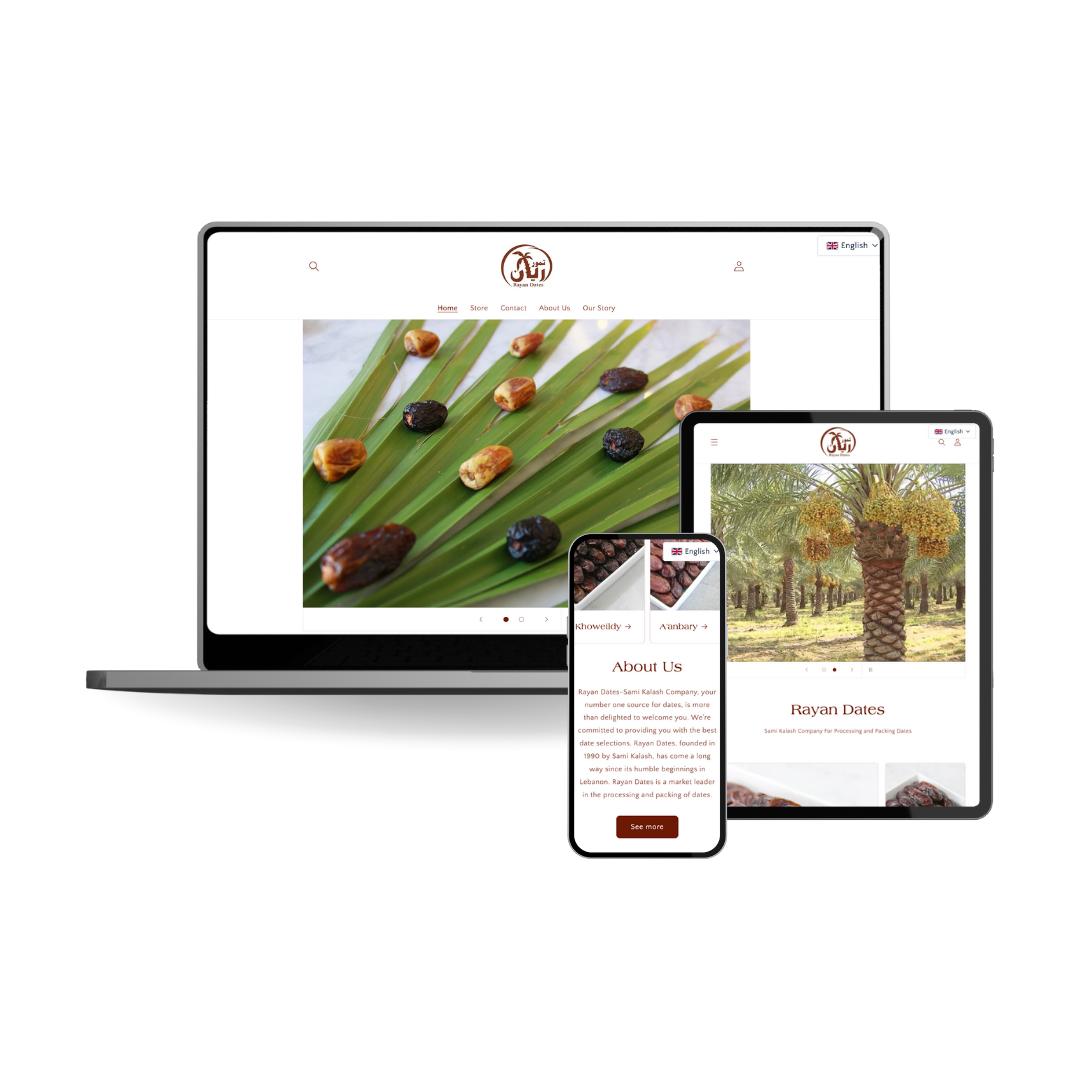 English
تمور
ريان
Rayan Dates
Home Store Contact About Us Our Story
English
تمور
ريان
Rayan Dates
Rayan Dates
Sami Kalash Company For Processing and Packing Dates
English
Khoweildy →
A'anbary →
About Us
Rayan Dates-Sami Kalash Company, your
number one source for dates, is more
than delighted to welcome you. We're
committed to providing you with the best
date selections. Rayan Dates, founded in
1990 by Sami Kalash, has come a long
way since its humble beginnings in
Lebanon. Rayan Dates is a market leader
in the processing and packing of dates.
See more